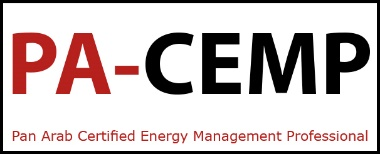 PA-CEMP
Pan Arab Certified Energy Management Professional